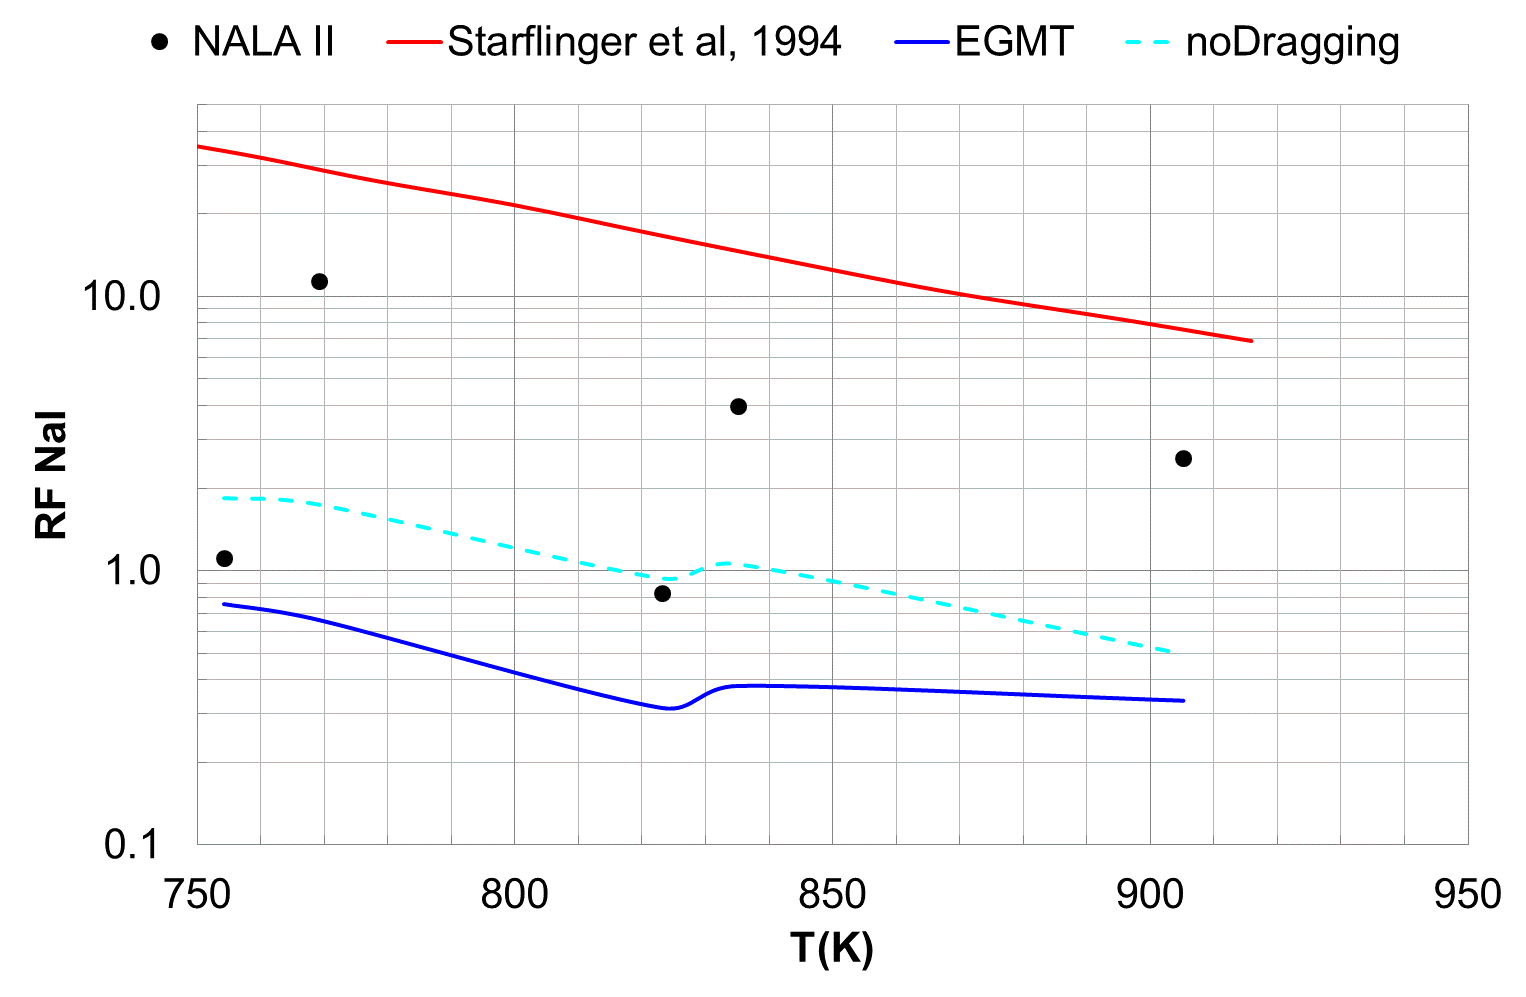 NALA II Starflinger et al, 1994 EGMT noDragging
10.0
1.0
0.1
RF NaI
750 800 850 900 950
T(K)